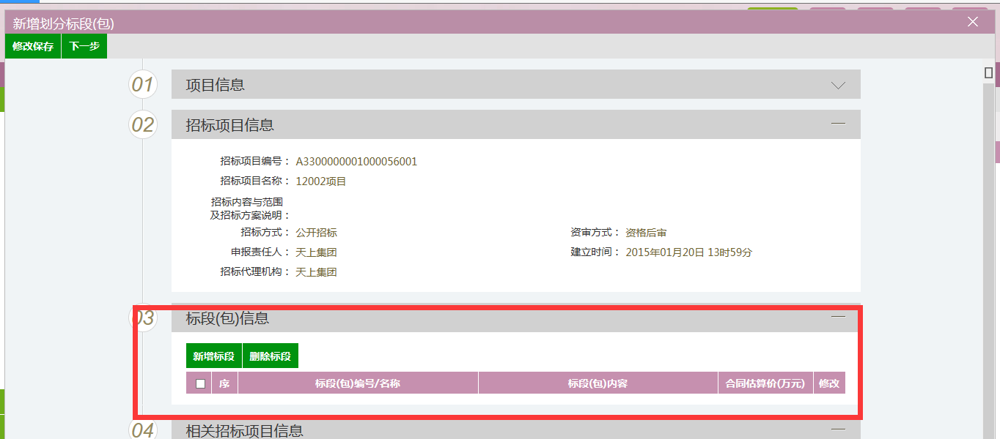 新增划分标段(包)
修改保存 下一步
01 项目信息
02 招标项目信息
招标项目编号： A3300000001000056001
招标项目名称： 12002项目
招标内容与范围
及招标方案说明：
招标方式： 公开招标 资审方式： 资格后审
申报责任人： 天上集团 建立时间： 2015年01月20日 13时59分
招标代理机构： 天上集团
03 标段(包)信息
新增标段 删除标段
序 标段(包)编号/名称 标段(包)内容 合同估算价(万元) 修改
04 相关招标项目信息